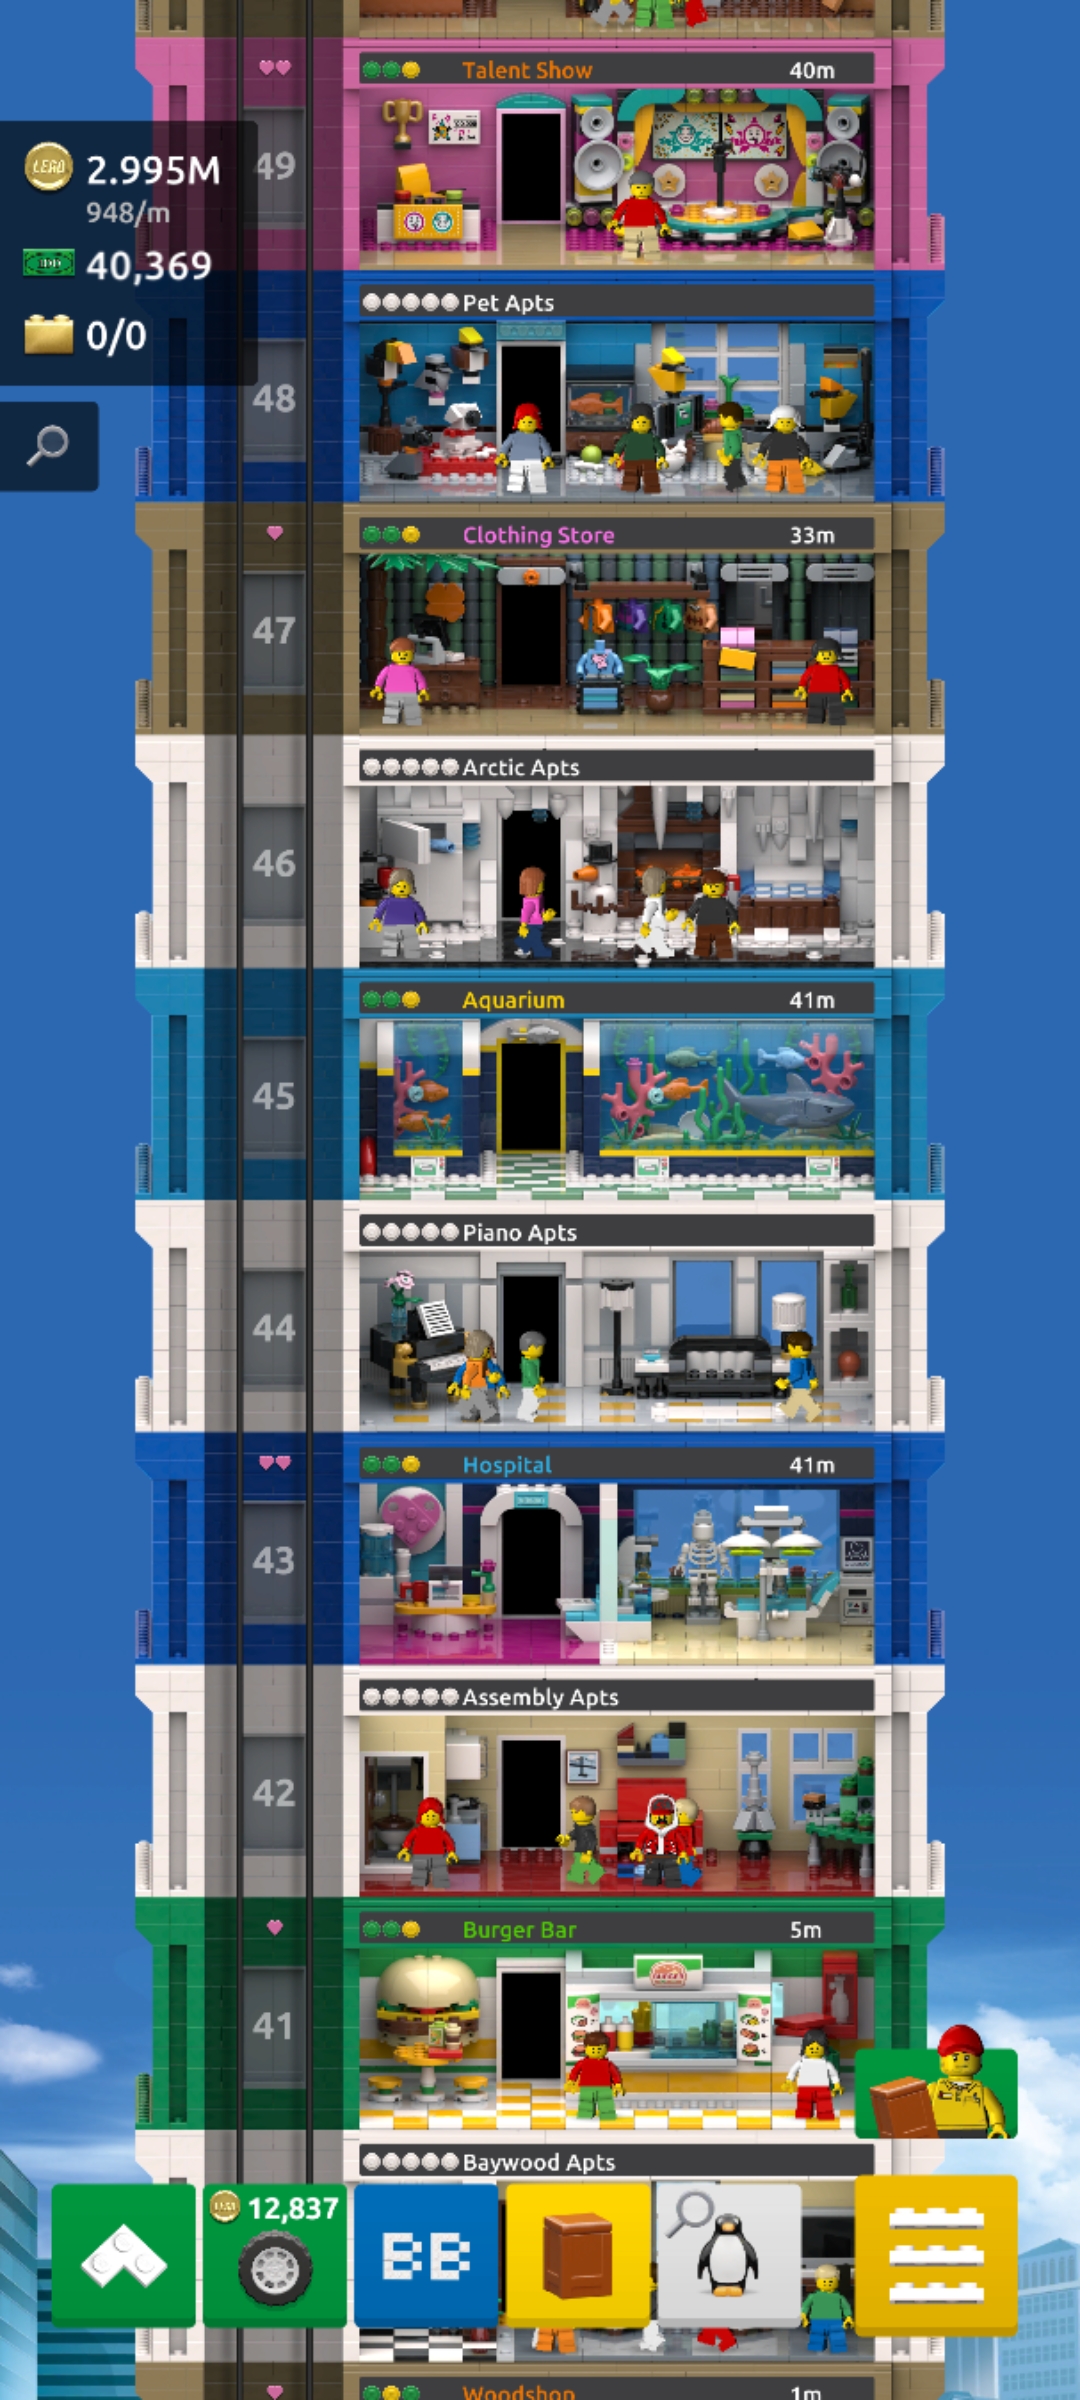 Talent Show 40m
49
2.995M
948/m
40,369
0/0
Pet Apts
48
Clothing Store 33m
47
Arctic Apts
46
Aquarium 41m
45
Piano Apts
44
Hospital 41m
43
Assembly Apts
42
Burger Bar 5m
41
Baywood Apts
12,837
BB
Woodshop 1m